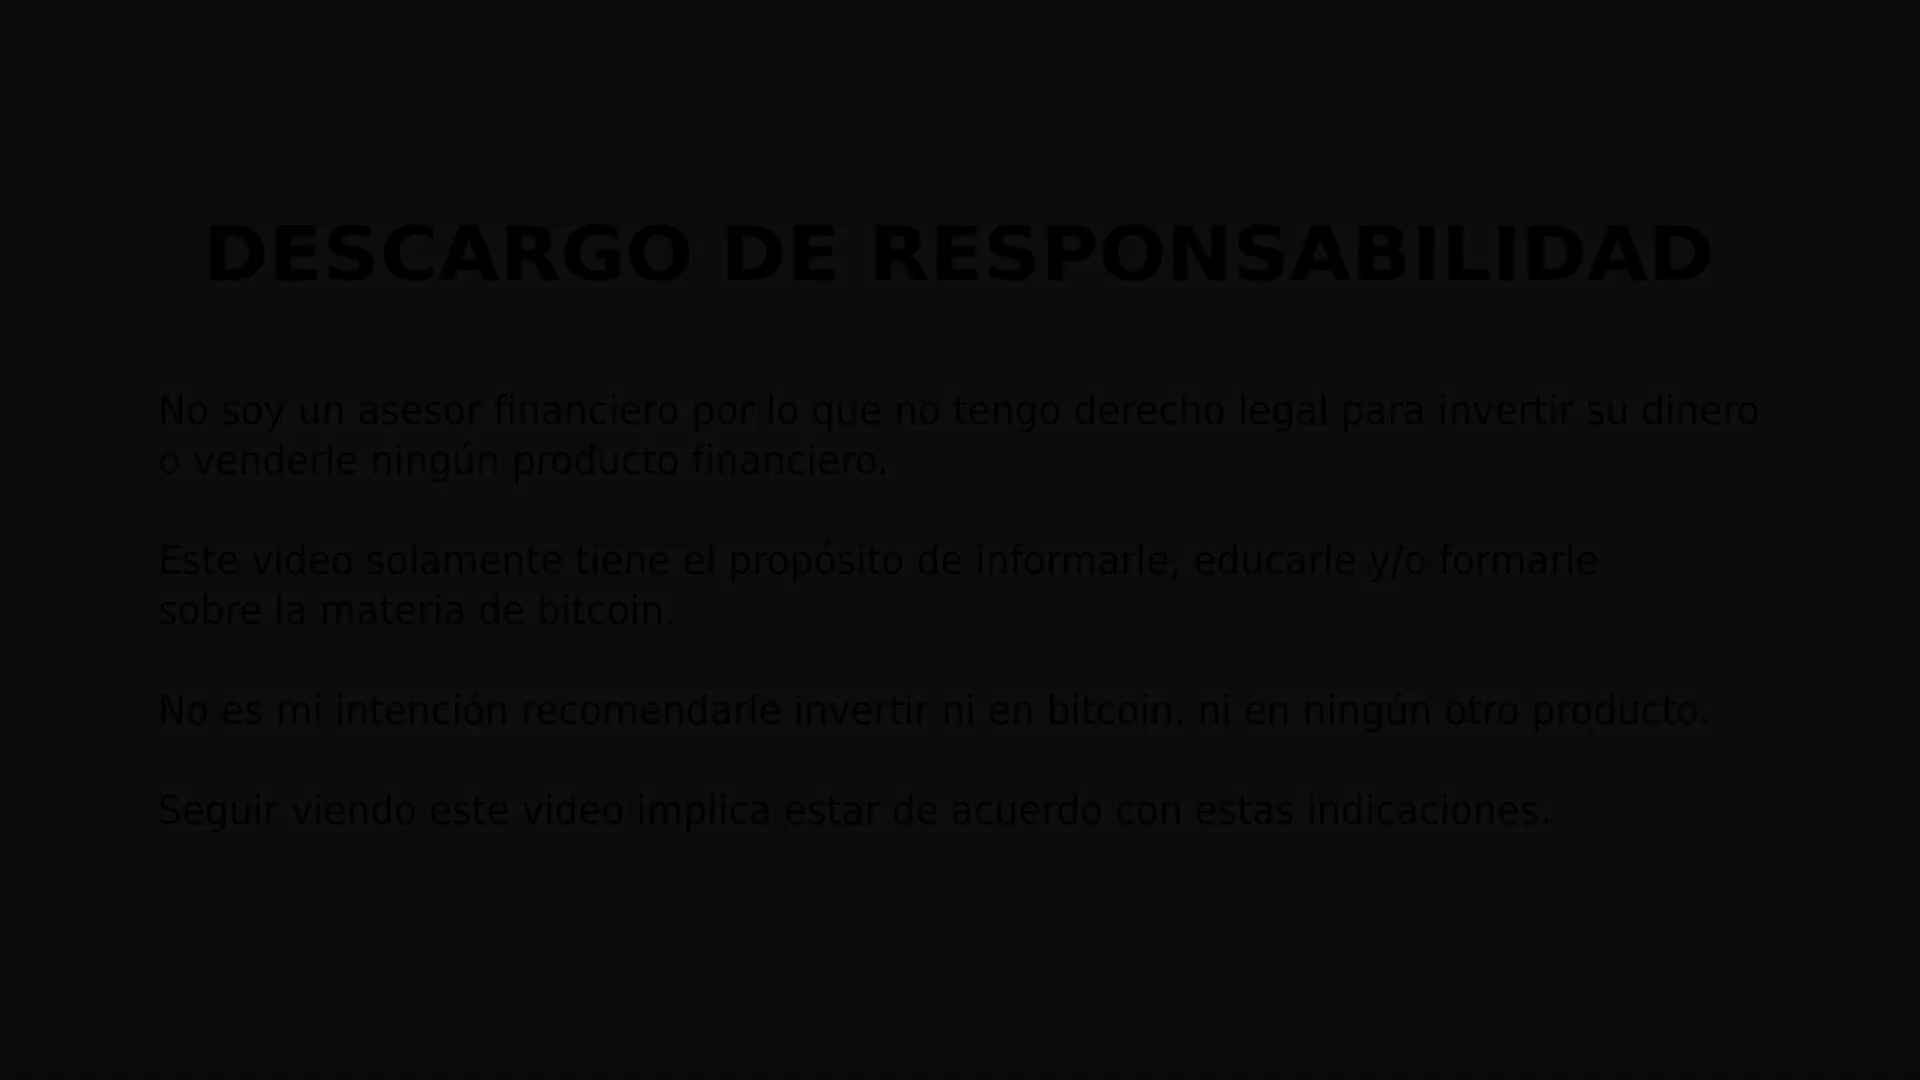 DESCARGO DE RESPONSABILIDAD
No soy un asesor financiero por lo que no tengo derecho legal para invertir su dinero
o venderle ningún producto financiero.
Este video solamente tiene el propósito de informarle, educarle y/o formarle
sobre la materia de bitcoin.
No es mi intención recomendarle invertir ni en bitcoin, ni en ningún otro producto.
Seguir viendo este video implica estar de acuerdo con estas indicaciones.